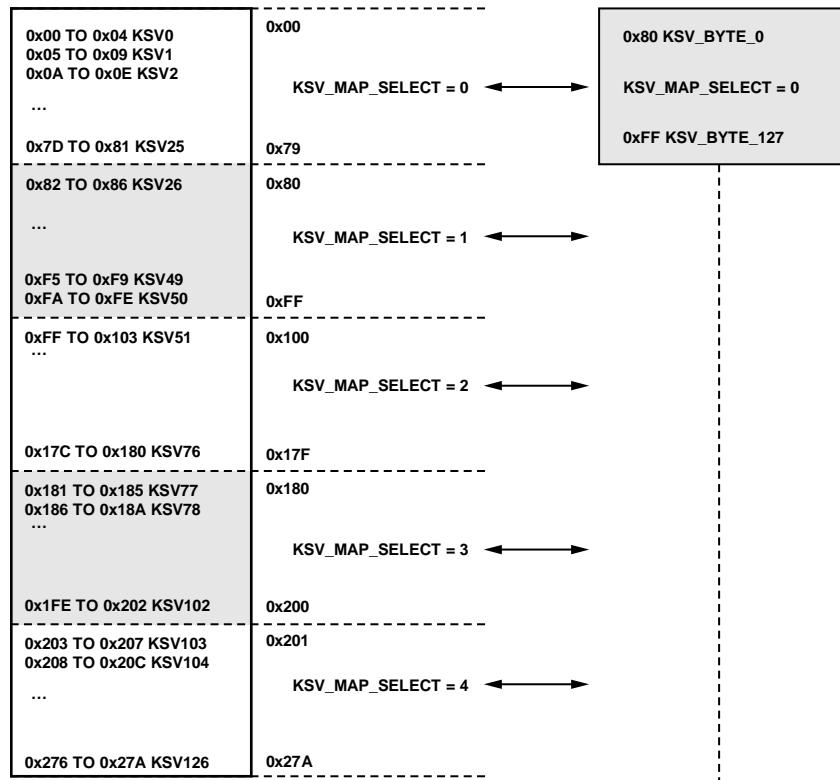 0x00 TO 0x04 KSV0
0x05 TO 0x09 KSV1
0x0A TO 0x0E KSV2
...
0x7D TO 0x81 KSV25
0x00
KSV_MAP_SELECT = 0
0x79
0x80 KSV_BYTE_0
KSV_MAP_SELECT = 0
0xFF KSV_BYTE_127
0x82 TO 0x86 KSV26
...
0xF5 TO 0xF9 KSV49
0xFA TO 0xFE KSV50
0x80
KSV_MAP_SELECT = 1
0xFF
0xFF TO 0x103 KSV51
...
0x17C TO 0x180 KSV76
0x100
KSV_MAP_SELECT = 2
0x17F
0x181 TO 0x185 KSV77
0x186 TO 0x18A KSV78
...
0x1FE TO 0x202 KSV102
0x180
KSV_MAP_SELECT = 3
0x200
0x203 TO 0x207 KSV103
0x208 TO 0x20C KSV104
...
0x276 TO 0x27A KSV126
0x201
KSV_MAP_SELECT = 4
0x27A